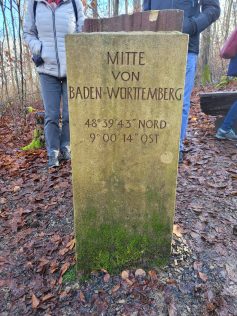 MITTE
VON
BADEN-WÜRTTEMBERG
48°39'43" NORD
9°00'14" OST